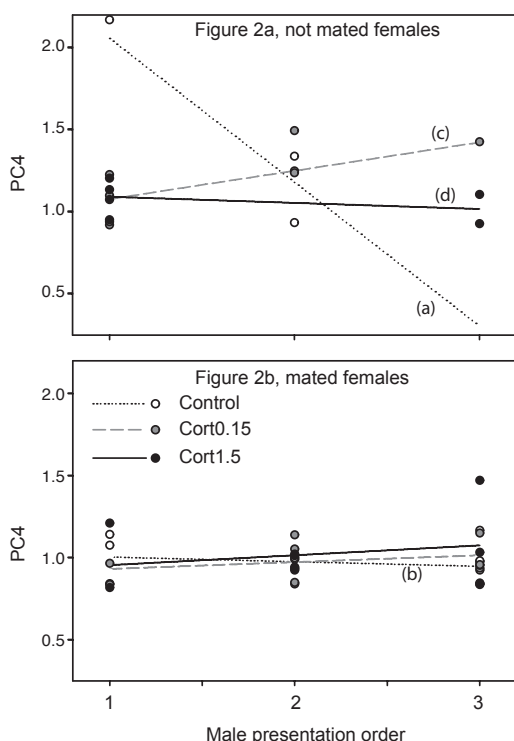 Figure 2a, not mated females
2.0
1.5
1.0
0.5
PC4
(c)
(d)
(a)
Figure 2b, mated females
Control
Cort0.15
Cort1.5
2.0
1.5
1.0
0.5
PC4
(b)
1 2 3
Male presentation order